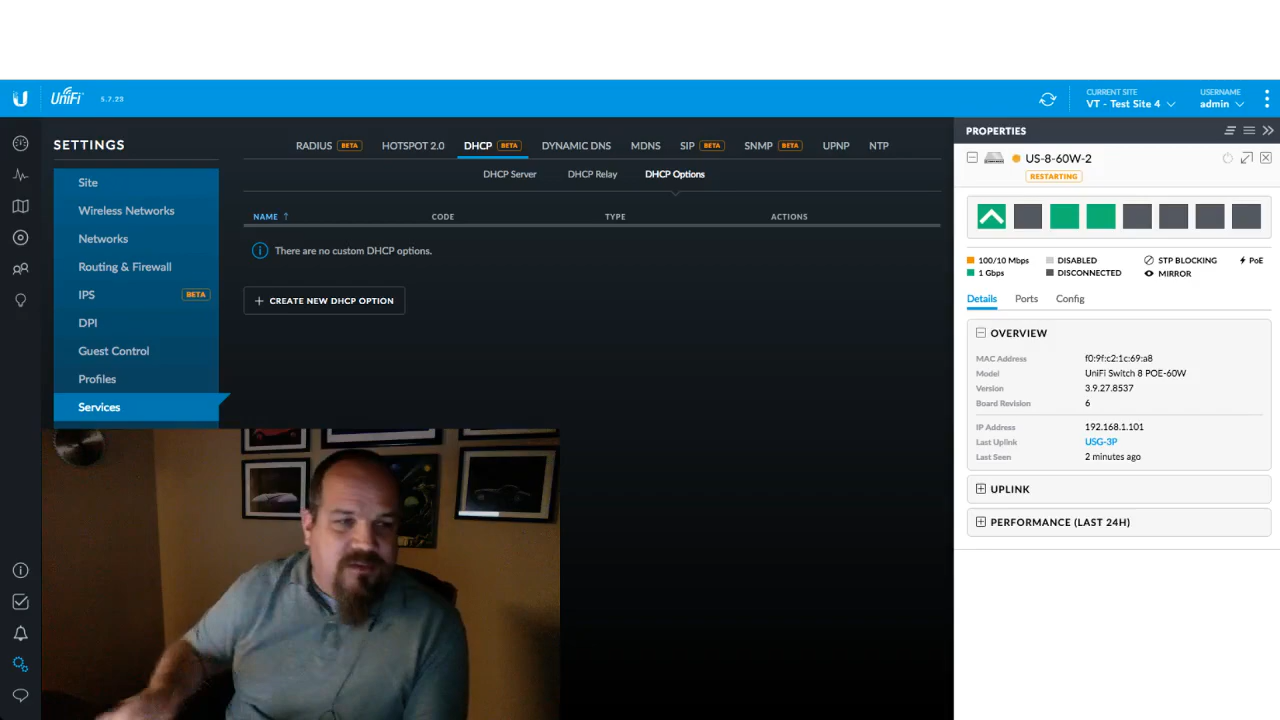 UniFi 5.7.23
CURRENT SITE
VT - Test Site 4
USERNAME
admin
SETTINGS
Site
Wireless Networks
Networks
Routing & Firewall
IPS BETA
DPI
Guest Control
Profiles
Services
RADIUS BETA HOTSPOT 2.0 DHCP BETA DYNAMIC DNS MDNS SIP BETA SNMP BETA UPNP NTP
DHCP Server DHCP Relay DHCP Options
NAME ↑ CODE TYPE ACTIONS
There are no custom DHCP options.
+ CREATE NEW DHCP OPTION
PROPERTIES
US-8-60W-2
RESTARTING
100/10 Mbps DISABLED STP BLOCKING PoE
1 Gbps DISCONNECTED MIRROR
Details Ports Config
OVERVIEW
MAC Address f0:9f:c2:1c:69:a8
Model UniFi Switch 8 POE-60W
Version 3.9.27.8537
Board Revision 6
IP Address 192.168.1.101
Last Uplink USG-3P
Last Seen 2 minutes ago
UPLINK
PERFORMANCE (LAST 24H)